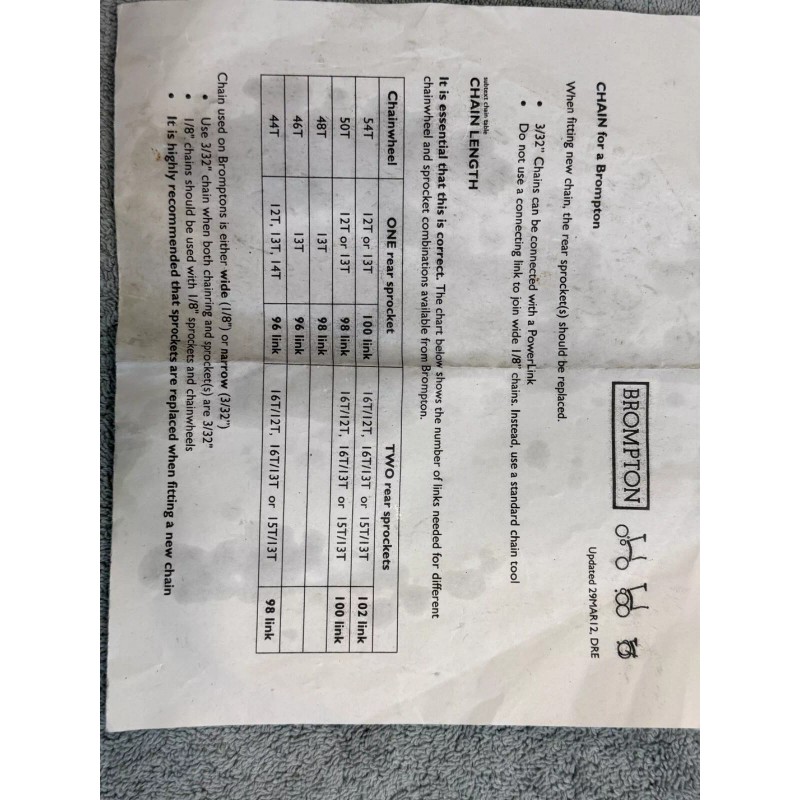 BROMPTON
Updated 29MAR12, DRE
CHAIN for a Brompton
When fitting new chain, the rear sprocket(s) should be replaced.
• 3/32" Chains can be connected with a PowerLink
• Do not use a connecting link to join wide 1/8" chains. Instead, use a standard chain tool
subtext chain table
CHAIN LENGTH
It is essential that this is correct. The chart below shows the number of links needed for different
chainwheel and sprocket combinations available from Brompton.
Chainwheel ONE rear sprocket TWO rear sprockets
54T 12T or 13T 100 link 16T/12T, 16T/13T or 15T/13T 102 link
50T 12T or 13T 98 link 16T/12T, 16T/13T or 15T/13T 100 link
48T 13T 98 link
46T 13T 96 link
44T 12T, 13T, 14T 96 link 16T/12T, 16T/13T or 15T/13T 98 link
Chain used on Bromptons is either wide (1/8") or narrow (3/32")
• Use 3/32" chain when both chainring and sprocket(s) are 3/32"
• 1/8" chains should be used with 1/8" sprockets and chainwheels
• It is highly recommended that sprockets are replaced when fitting a new chain